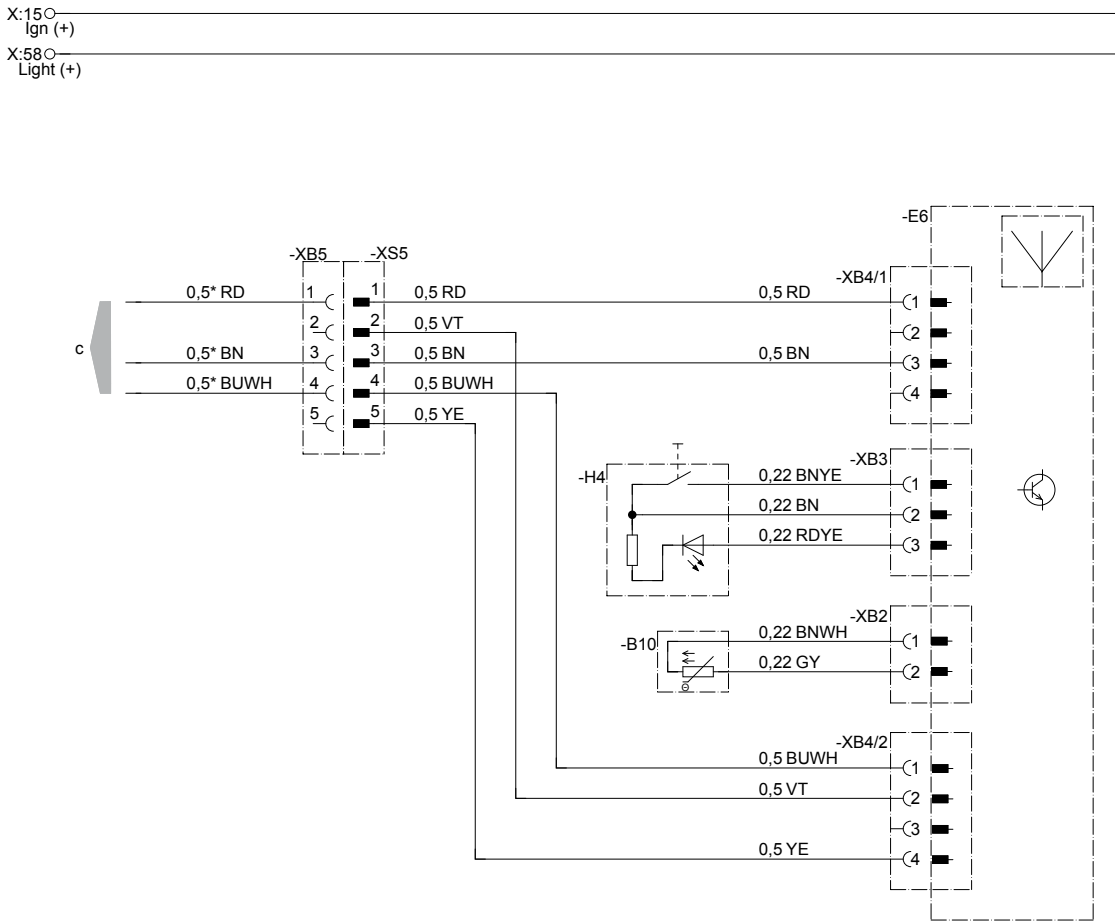 X:15
Ign (+)
X:58
Light (+)
-E6
-XB5 -XS5
-XB4/1
0,5* RD 1 1 0,5 RD 0,5 RD 1
2 2 0,5 VT 2
c 0,5* BN 3 3 0,5 BN 0,5 BN 3
0,5* BUWH 4 4 0,5 BUWH 4
5 5 0,5 YE
-XB3
-H4 0,22 BNYE 1
0,22 BN 2
0,22 RDYE 3
-XB2
-B10 0,22 BNWH 1
0,22 GY 2
-XB4/2
0,5 BUWH 1
0,5 VT 2
3
0,5 YE 4